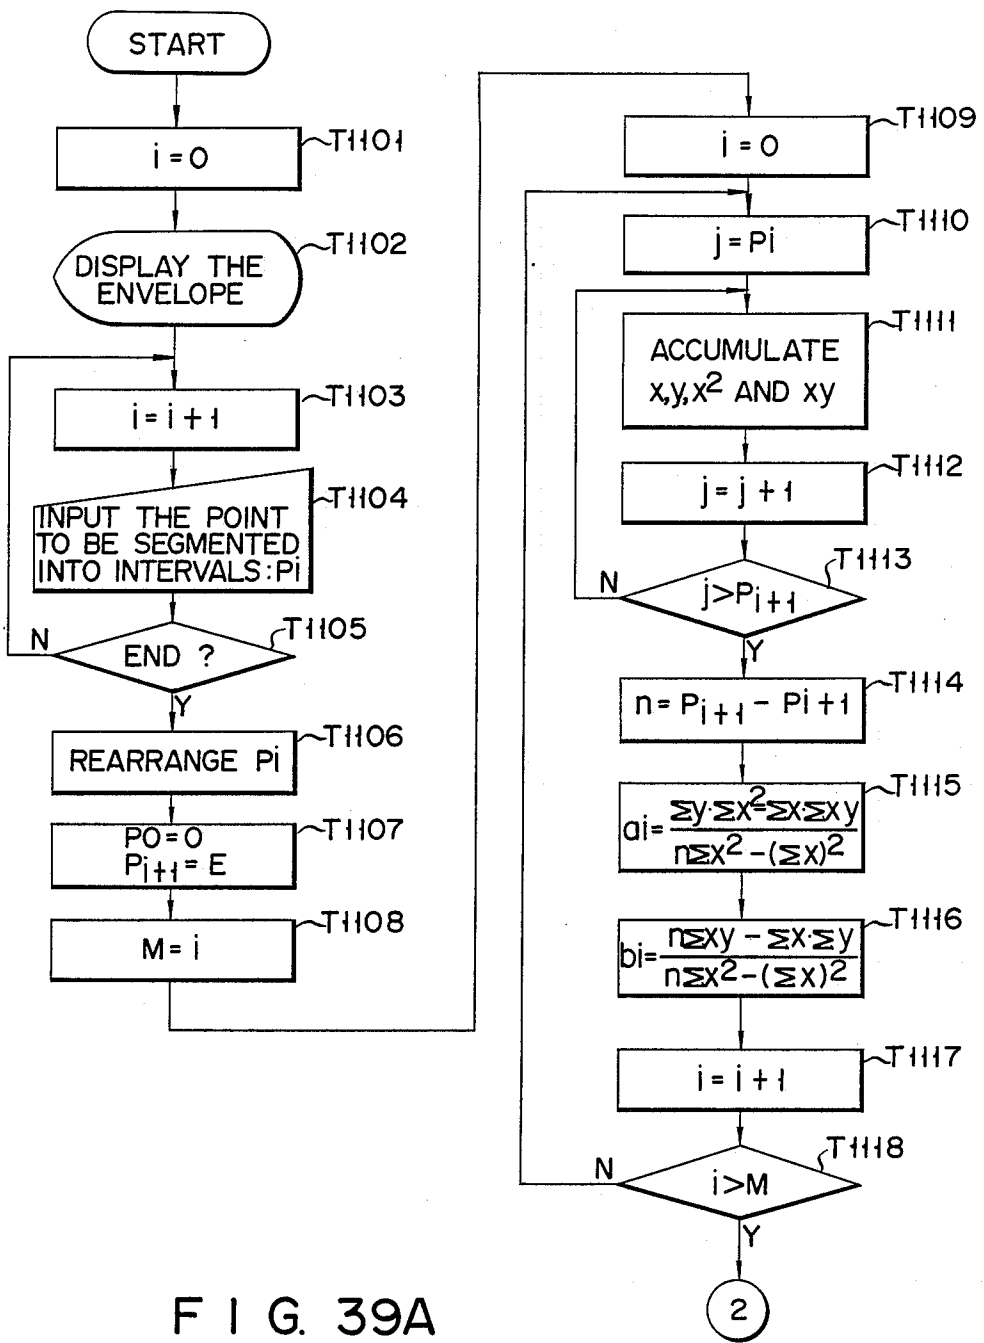 START
i = 0
T1101
DISPLAY THE
ENVELOPE
T1102
i = i + 1
T1103
INPUT THE POINT
TO BE SEGMENTED
INTO INTERVALS : Pi
T1104
END ?
T1105
N
Y
REARRANGE Pi
T1106
P0 = 0
Pi+1 = E
T1107
M = i
T1108
i = 0
T1109
j = Pi
T1110
ACCUMULATE
x,y,x² AND xy
T1111
j = j + 1
T1112
j > Pi+1
T1113
N
Y
n = Pi+1 − Pi + 1
T1114
ai = Σy·Σx² = Σx·Σxy / nΣx² − (Σx)²
T1115
bi = nΣxy − Σx·Σy / nΣx² − (Σx)²
T1116
i = i + 1
T1117
i > M
T1118
N
Y
2
FIG. 39A